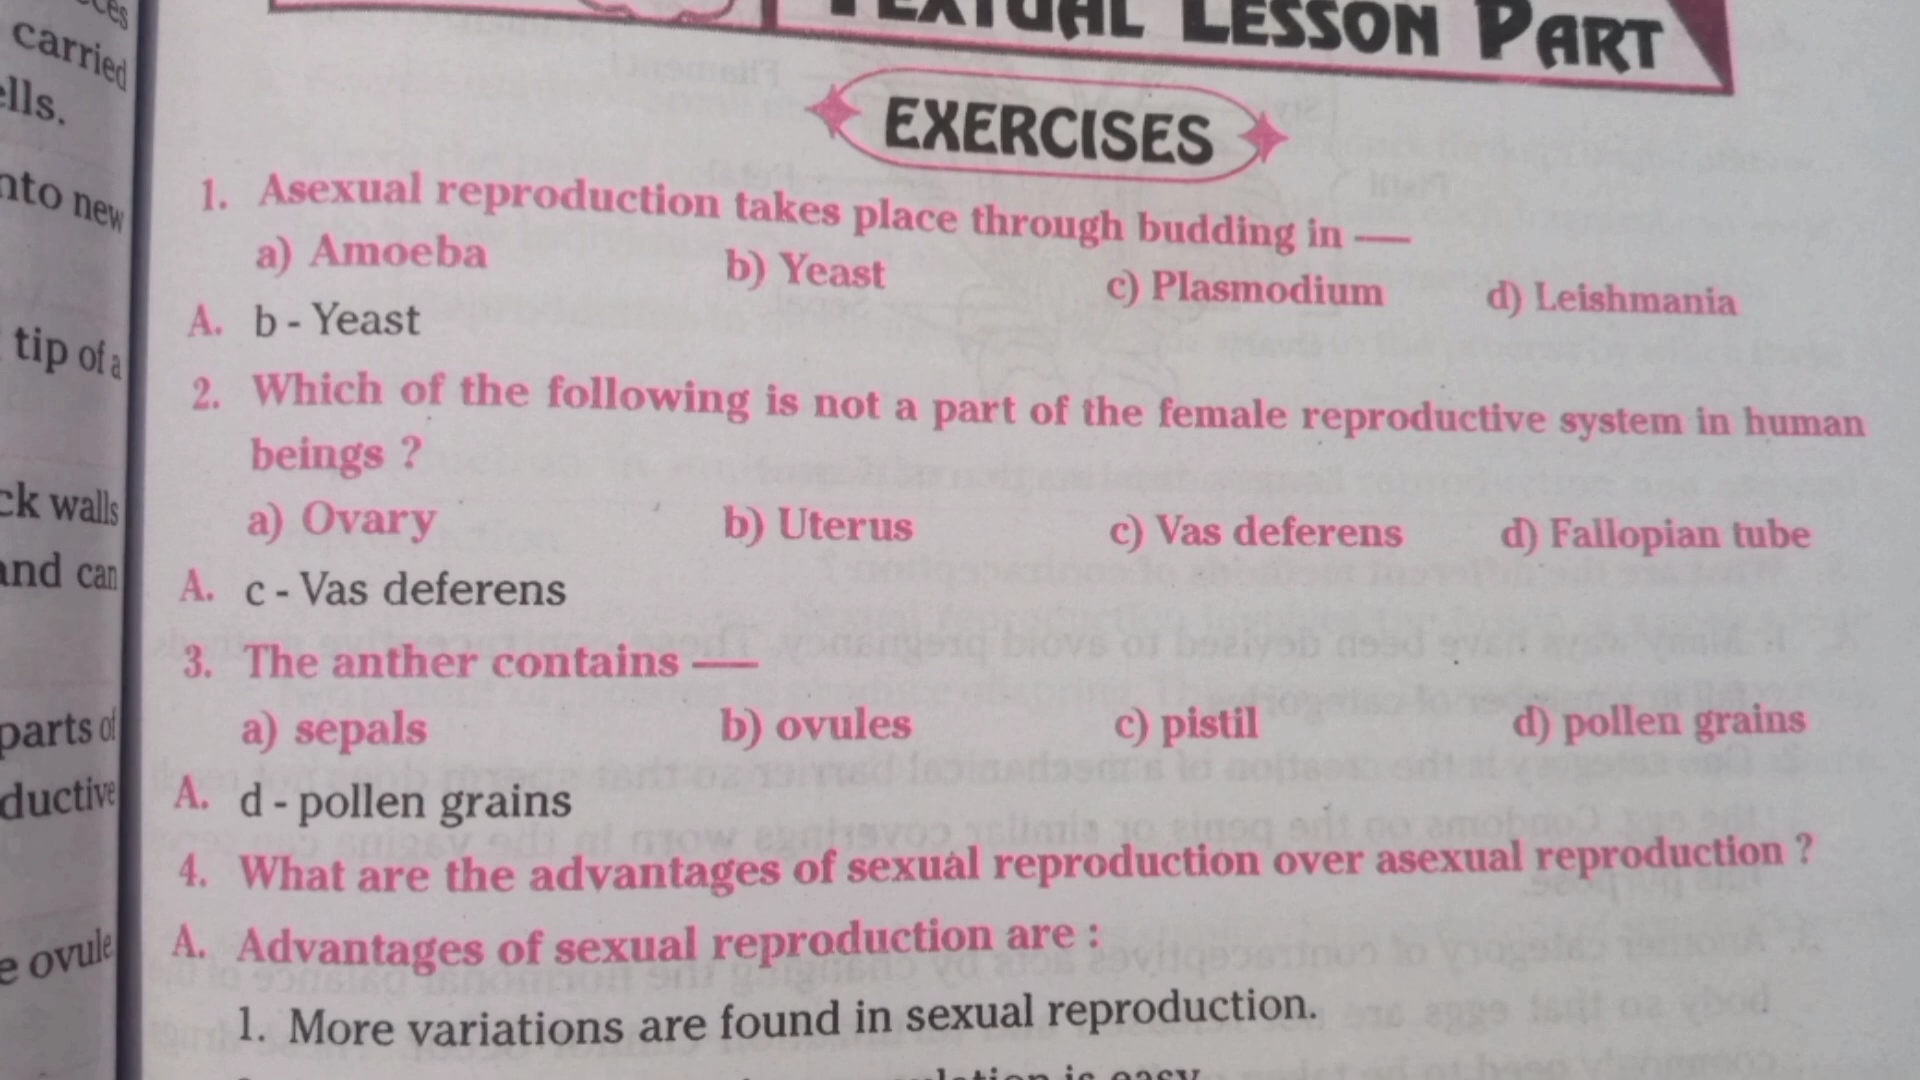 carried
ells.
nto new
tip of a
ck walls
and can
parts of
ductive
e ovule
TEXTUAL LESSON PART
EXERCISES
1. Asexual reproduction takes place through budding in —
a) Amoeba b) Yeast c) Plasmodium d) Leishmania
A. b - Yeast
2. Which of the following is not a part of the female reproductive system in human
beings ?
a) Ovary b) Uterus c) Vas deferens d) Fallopian tube
A. c - Vas deferens
3. The anther contains —
a) sepals b) ovules c) pistil d) pollen grains
A. d - pollen grains
4. What are the advantages of sexual reproduction over asexual reproduction ?
A. Advantages of sexual reproduction are :
1. More variations are found in sexual reproduction.
is easy